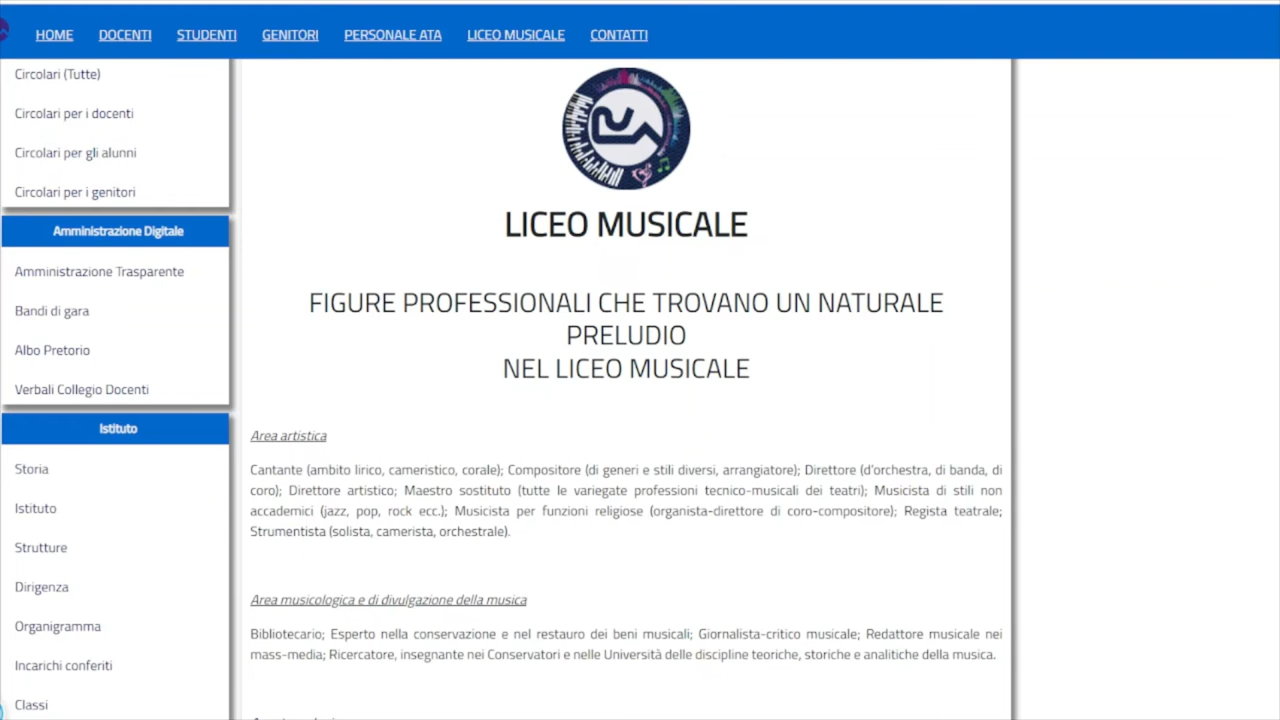 HOME DOCENTI STUDENTI GENITORI PERSONALE ATA LICEO MUSICALE CONTATTI
Circolari (Tutte)
Circolari per i docenti
Circolari per gli alunni
Circolari per i genitori
Amministrazione Digitale
Amministrazione Trasparente
Bandi di gara
Albo Pretorio
Verbali Collegio Docenti
Istituto
Storia
Istituto
Strutture
Dirigenza
Organigramma
Incarichi conferiti
Classi
LICEO MUSICALE
FIGURE PROFESSIONALI CHE TROVANO UN NATURALE
PRELUDIO
NEL LICEO MUSICALE
Area artistica
Cantante (ambito lirico, cameristico, corale); Compositore (di generi e stili diversi, arrangiatore); Direttore (d'orchestra, di banda, di
coro); Direttore artistico; Maestro sostituto (tutte le variegate professioni tecnico-musicali dei teatri); Musicista di stili non
accademici (jazz, pop, rock ecc.); Musicista per funzioni religiose (organista-direttore di coro-compositore); Regista teatrale;
Strumentista (solista, camerista, orchestrale).
Area musicologica e di divulgazione della musica
Bibliotecario; Esperto nella conservazione e nel restauro dei beni musicali; Giornalista-critico musicale; Redattore musicale nei
mass-media; Ricercatore, insegnante nei Conservatori e nelle Università delle discipline teoriche, storiche e analitiche della musica.